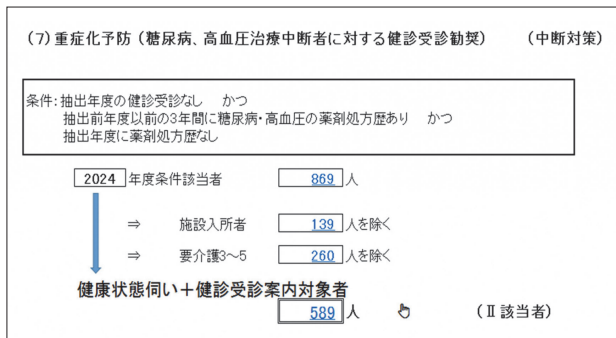 (7)重症化予防(糖尿病、高血圧治療中断者に対する健診受診勧奨) (中断対策)
条件:抽出年度の健診受診なし かつ
抽出前年度以前の3年間に糖尿病・高血圧の薬剤処方歴あり かつ
抽出年度に薬剤処方歴なし
2024 年度条件該当者 869 人
⇒ 施設入所者 139 人を除く
⇒ 要介護3~5 260 人を除く
健康状態伺い+健診受診案内対象者
589 人 (Ⅱ該当者)